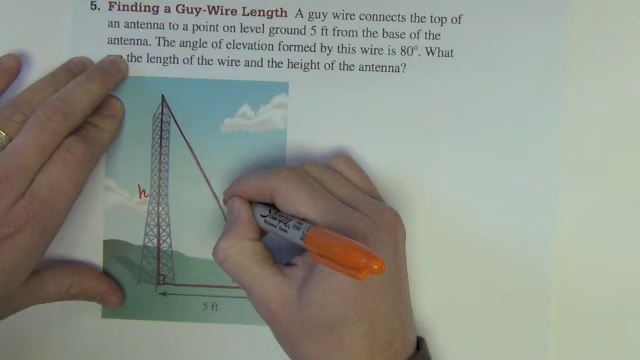 5. Finding a Guy-Wire Length A guy wire connects the top of
an antenna to a point on level ground 5 ft from the base of the
antenna. The angle of elevation formed by this wire is 80°. What
the length of the wire and the height of the antenna?
h
5 ft
Sharpie